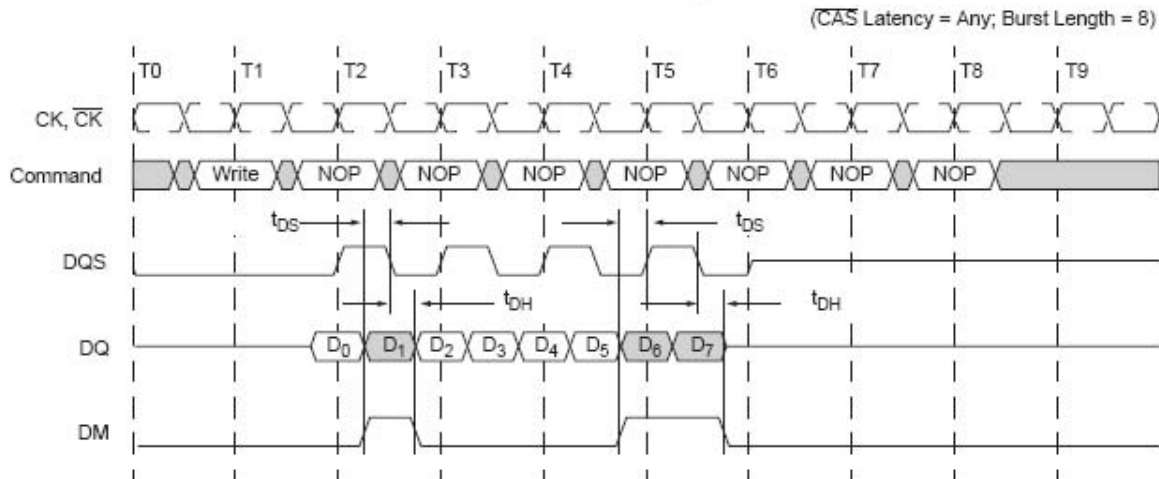 (C̅A̅S̅ Latency = Any; Burst Length = 8)
T0 T1 T2 T3 T4 T5 T6 T7 T8 T9
CK, C̅K̅
Command Write NOP NOP NOP NOP NOP NOP NOP
tDS tDS
DQS
tDH tDH
DQ D0 D1 D2 D3 D4 D5 D6 D7
DM